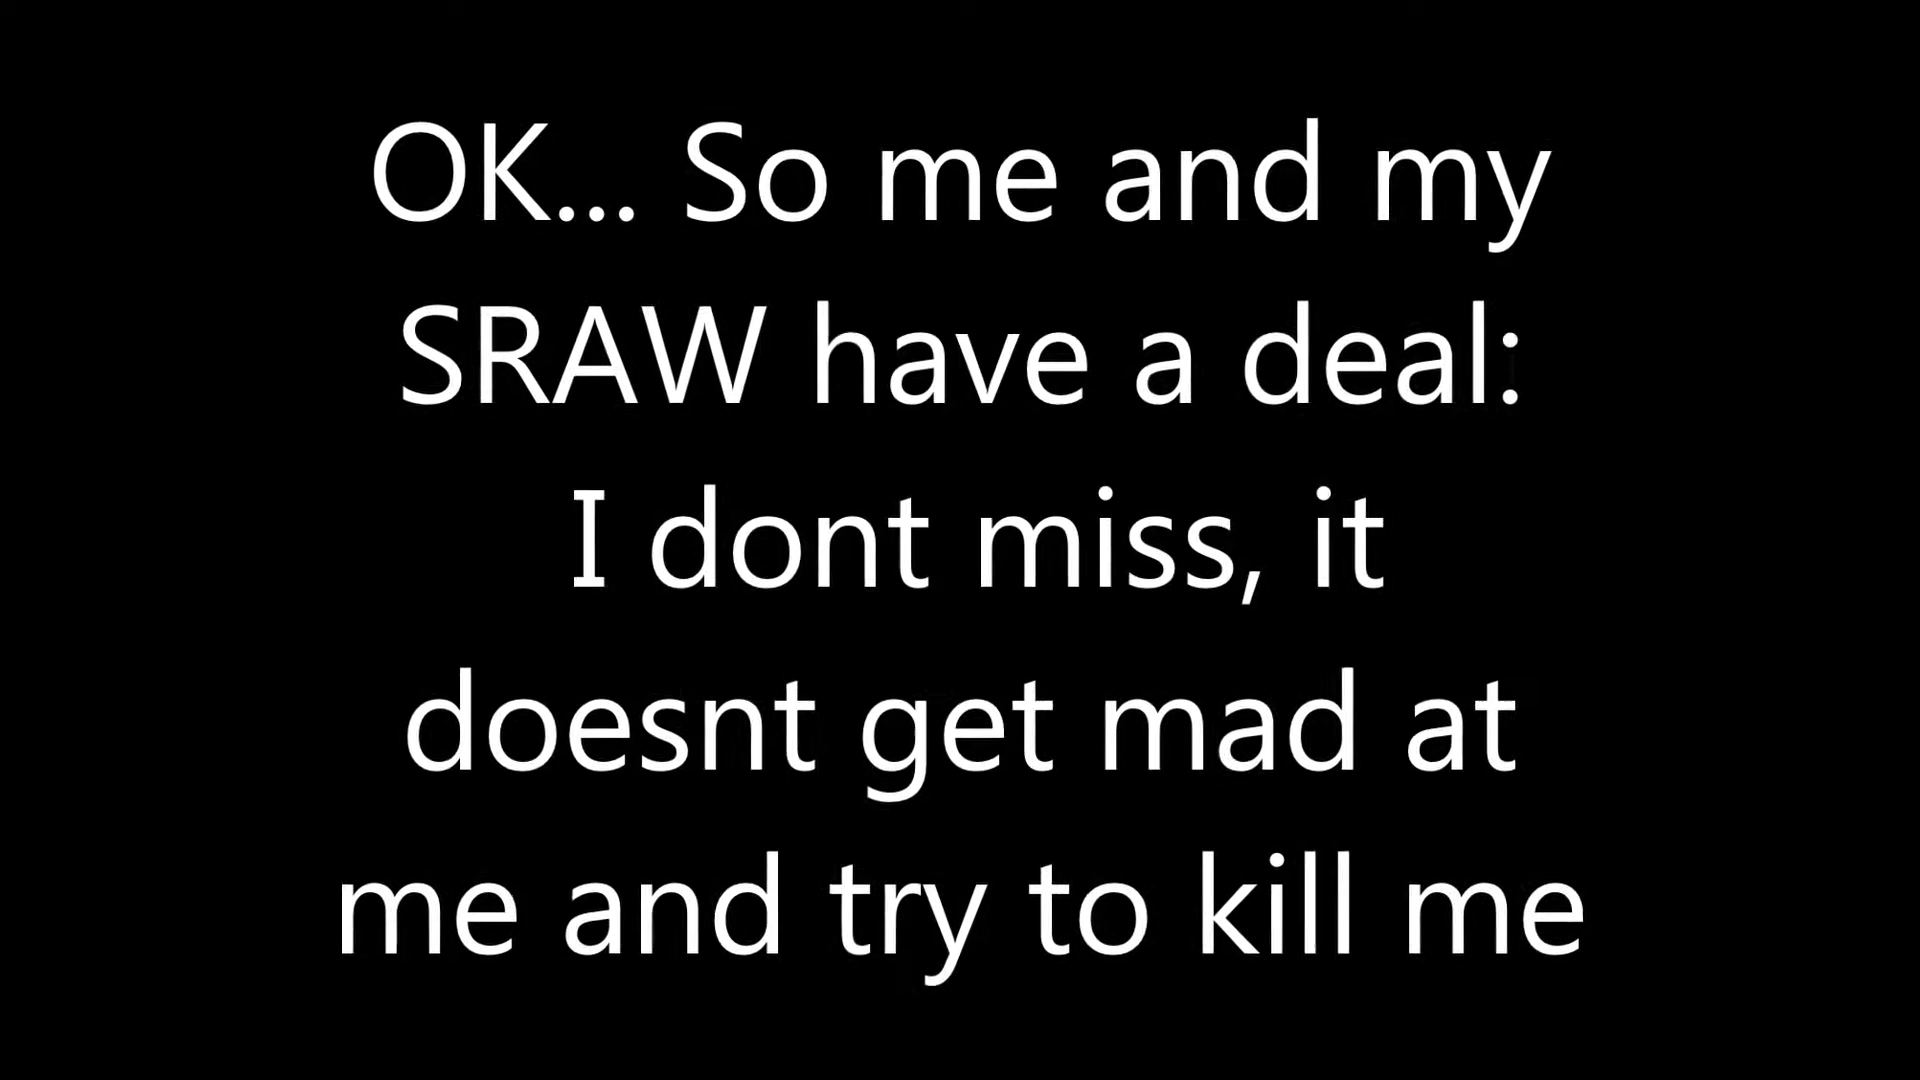 OK... So me and my
SRAW have a deal:
I dont miss, it
doesnt get mad at
me and try to kill me